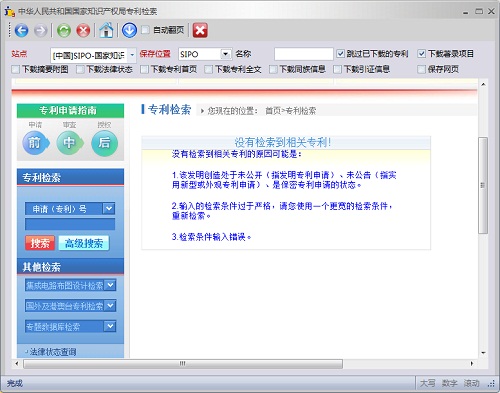 中华人民共和国国家知识产权局专利检索
自动翻页
站点 [中国]SIPO-国家知识 保存位置 SIPO 名称 跳过已下载的专利 下载著录项目
下载摘要附图 下载法律状态 下载专利首页 下载专利全文 下载同族信息 下载引证信息 保存网页
专利申请指南
申请 审查 授权
前 中 后
专利检索
申请（专利）号
搜索 高级搜索
其他检索
集成电路布图设计检索
国外及港澳台专利检索
专题数据库检索
法律状态查询
专利检索 您现在的位置： 首页>专利检索
没有检索到相关专利!
没有检索到相关专利的原因可能是：
1.该发明创造处于未公开（指发明专利申请）、未公告（指实
用新型或外观专利申请）、是保密专利申请的状态。
2.输入的检索条件过于严格，请您使用一个更宽的检索条件，
重新检索。
3.检索条件输入错误。
完成 大写 数字 滚动